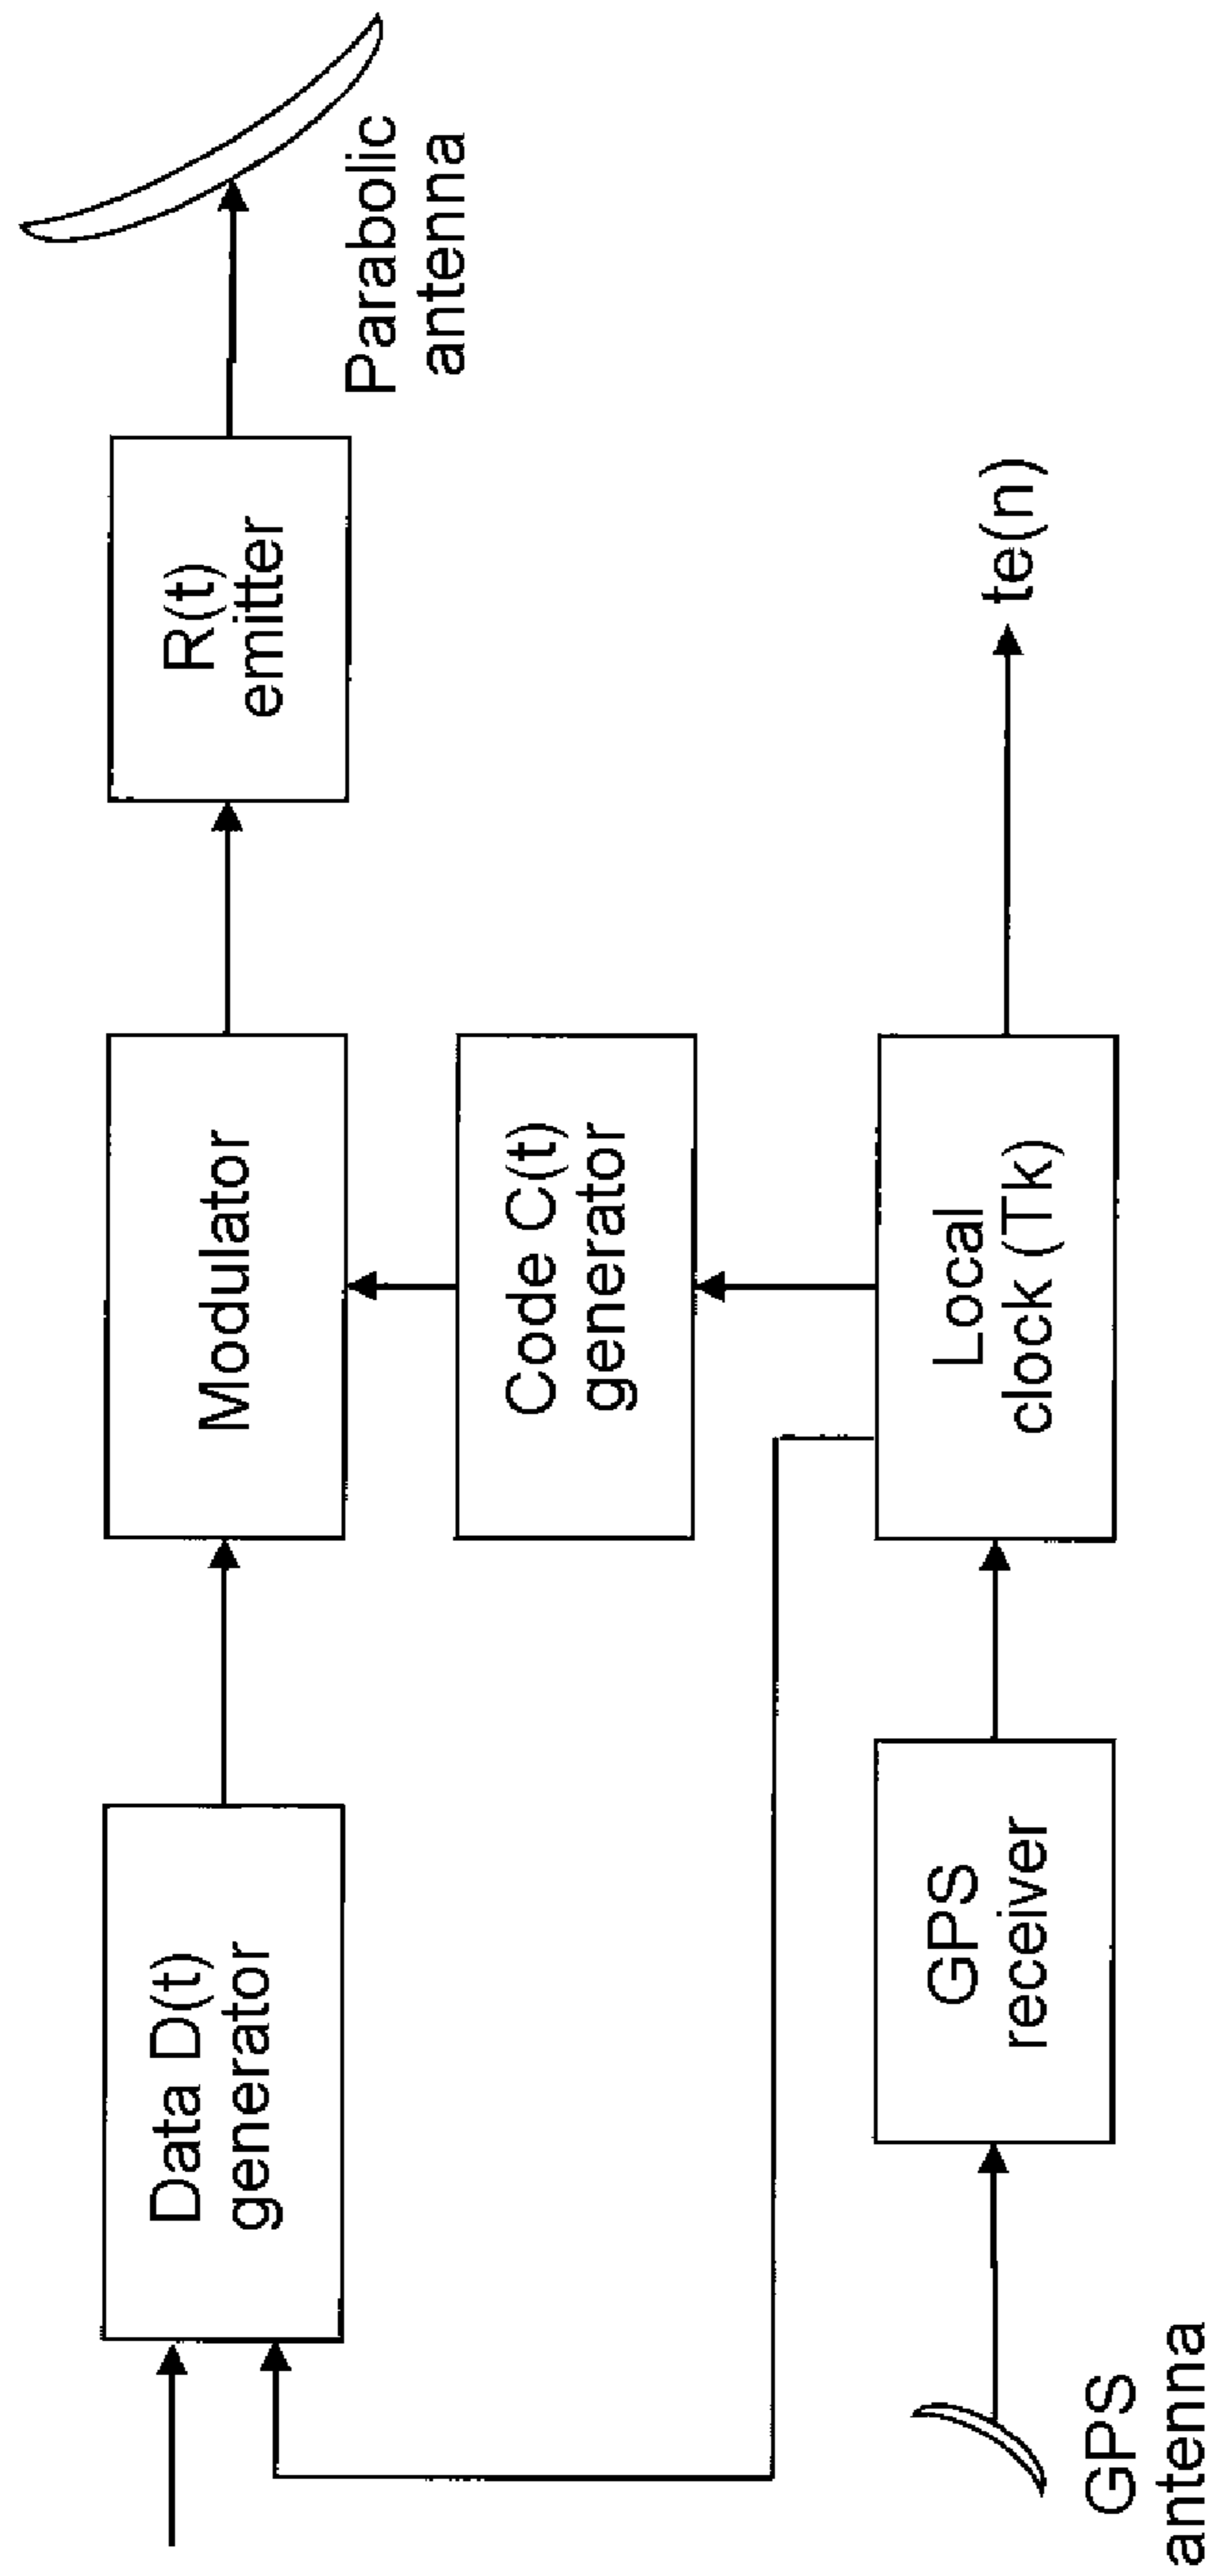 Data D(t)
generator
Modulator
R(t)
emitter
Parabolic
antenna
Code C(t)
generator
GPS
antenna
GPS
receiver
Local
clock (Tk)
te(n)